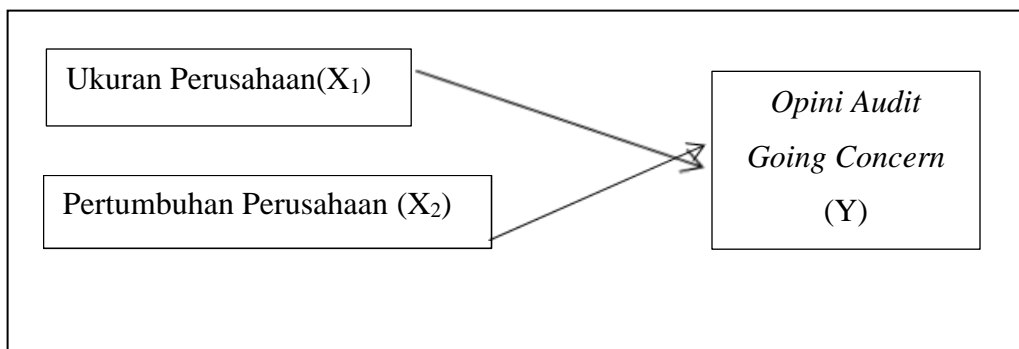 Ukuran Perusahaan(X₁)
Pertumbuhan Perusahaan (X₂)
Opini Audit
Going Concern
(Y)